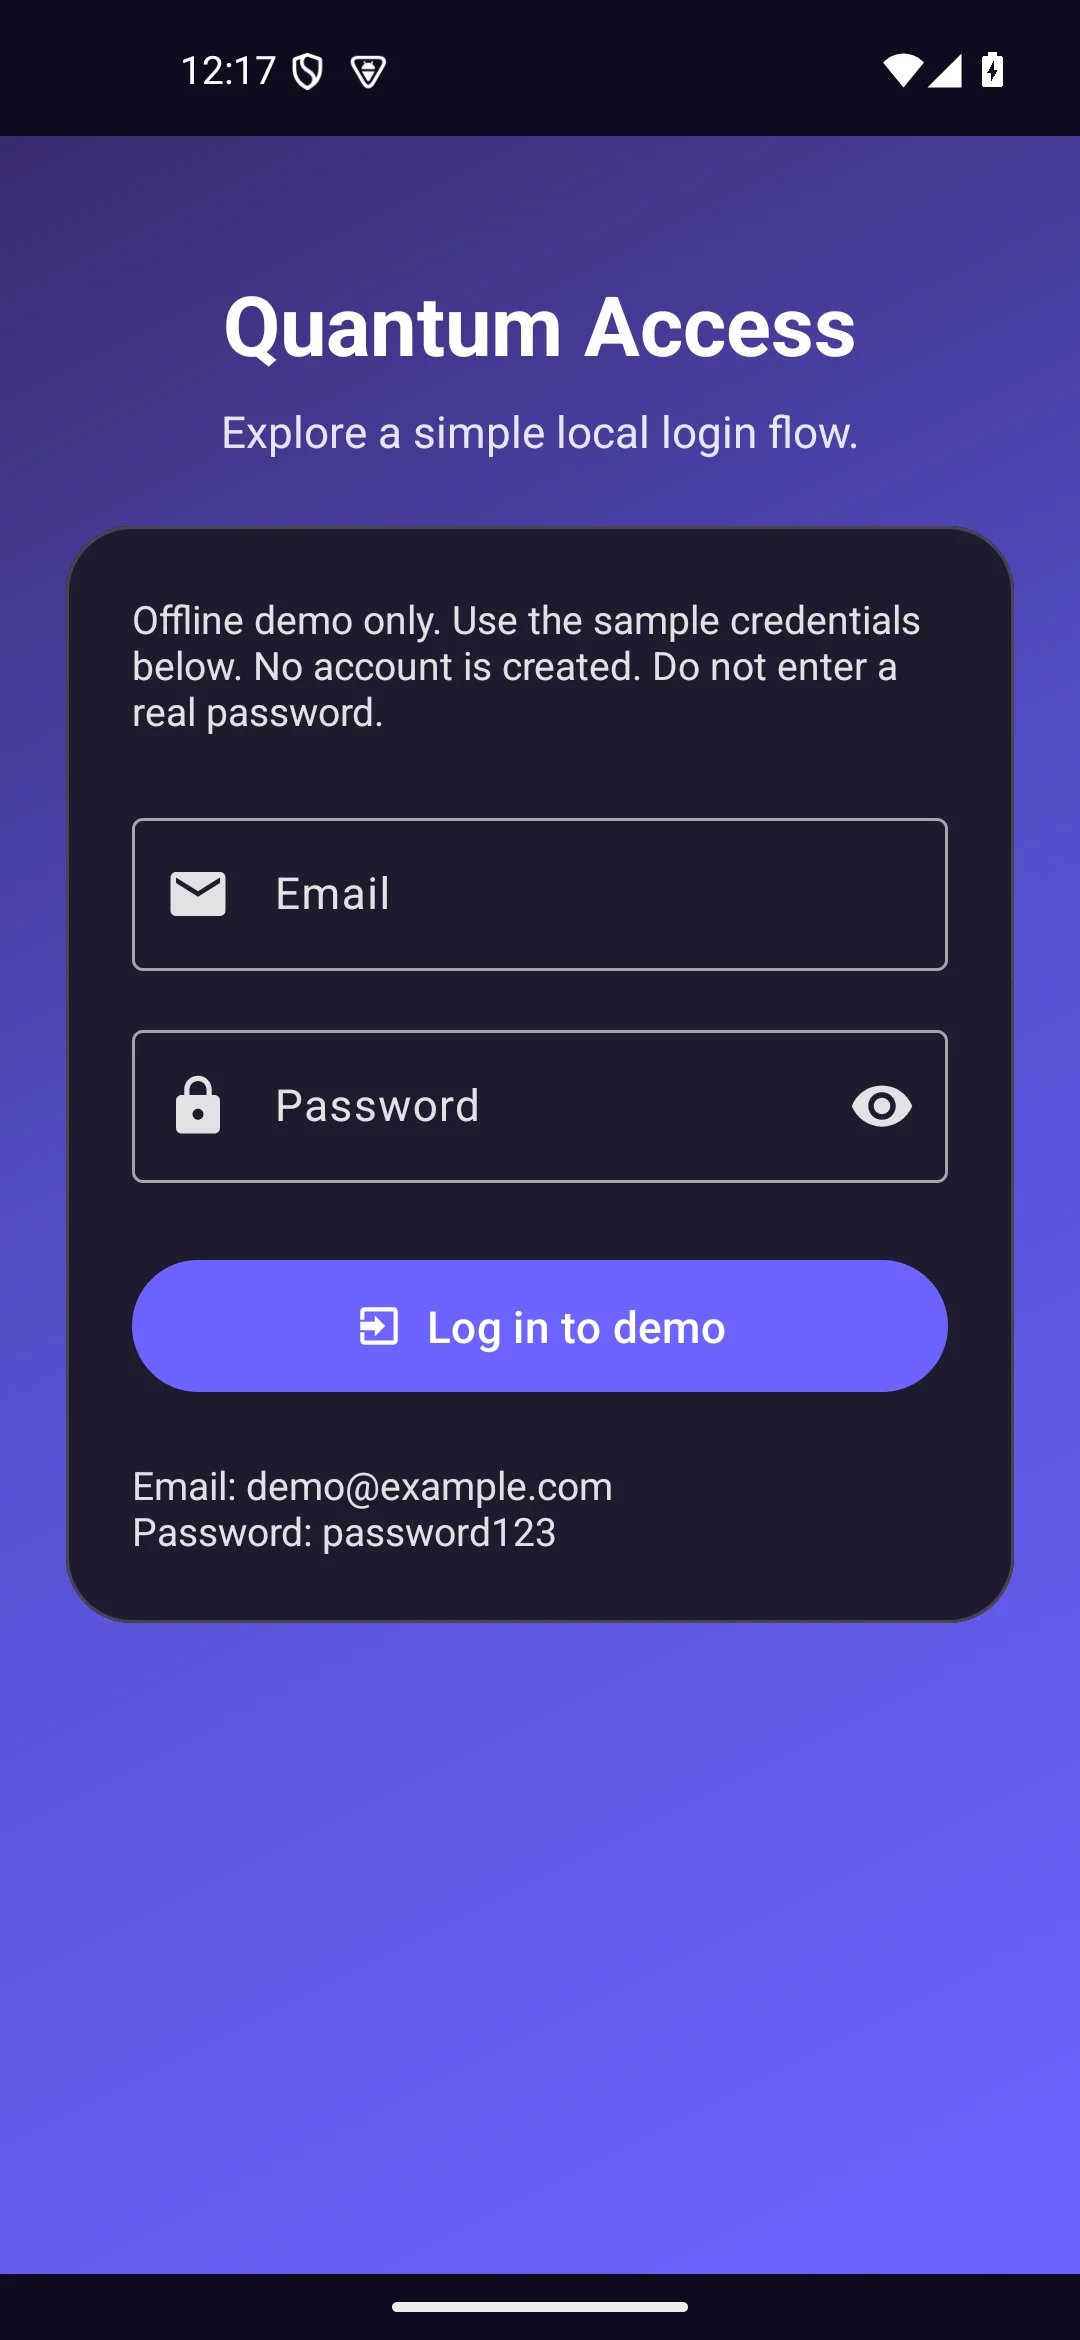 12:17
Quantum Access
Explore a simple local login flow.
Offline demo only. Use the sample credentials
below. No account is created. Do not enter a
real password.
Email
Password
Log in to demo
Email: demo@example.com
Password: password123